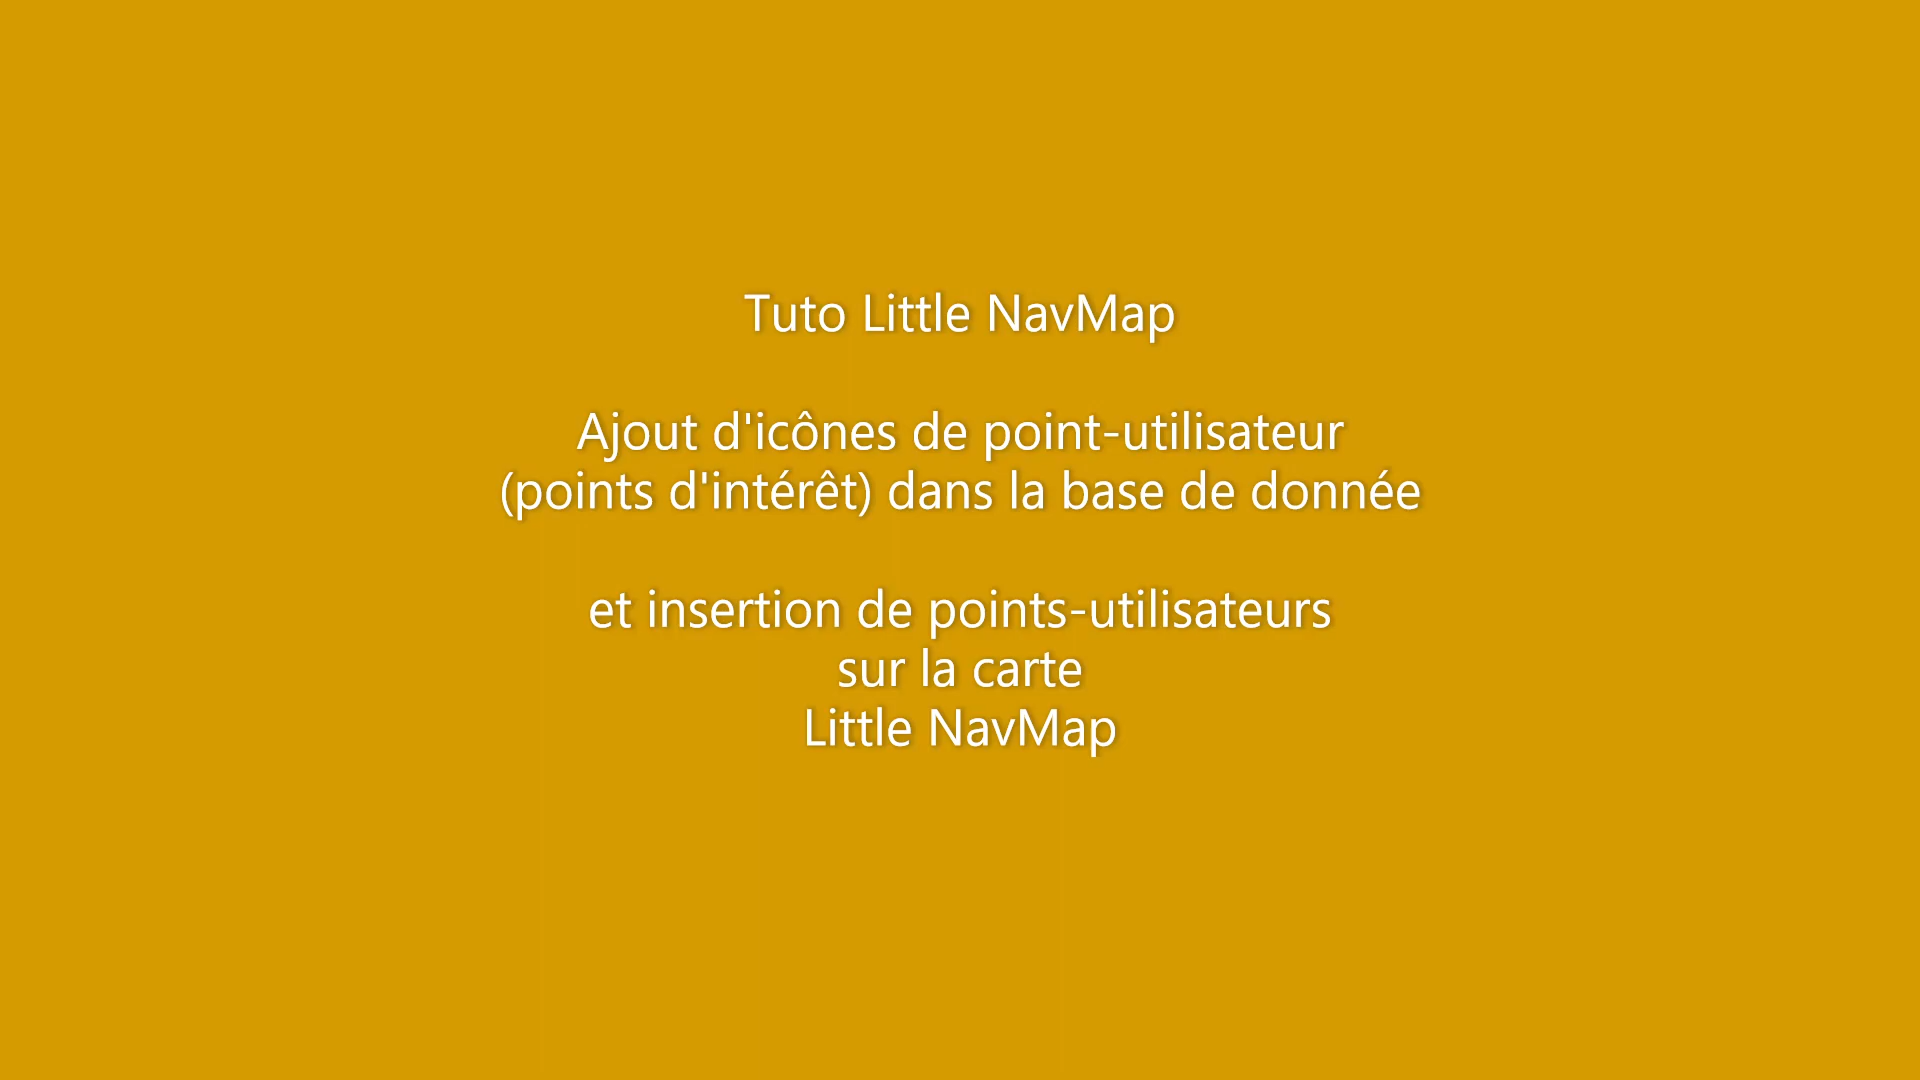 Tuto Little NavMap
Ajout d'icônes de point-utilisateur
(points d'intérêt) dans la base de donnée
et insertion de points-utilisateurs
sur la carte
Little NavMap